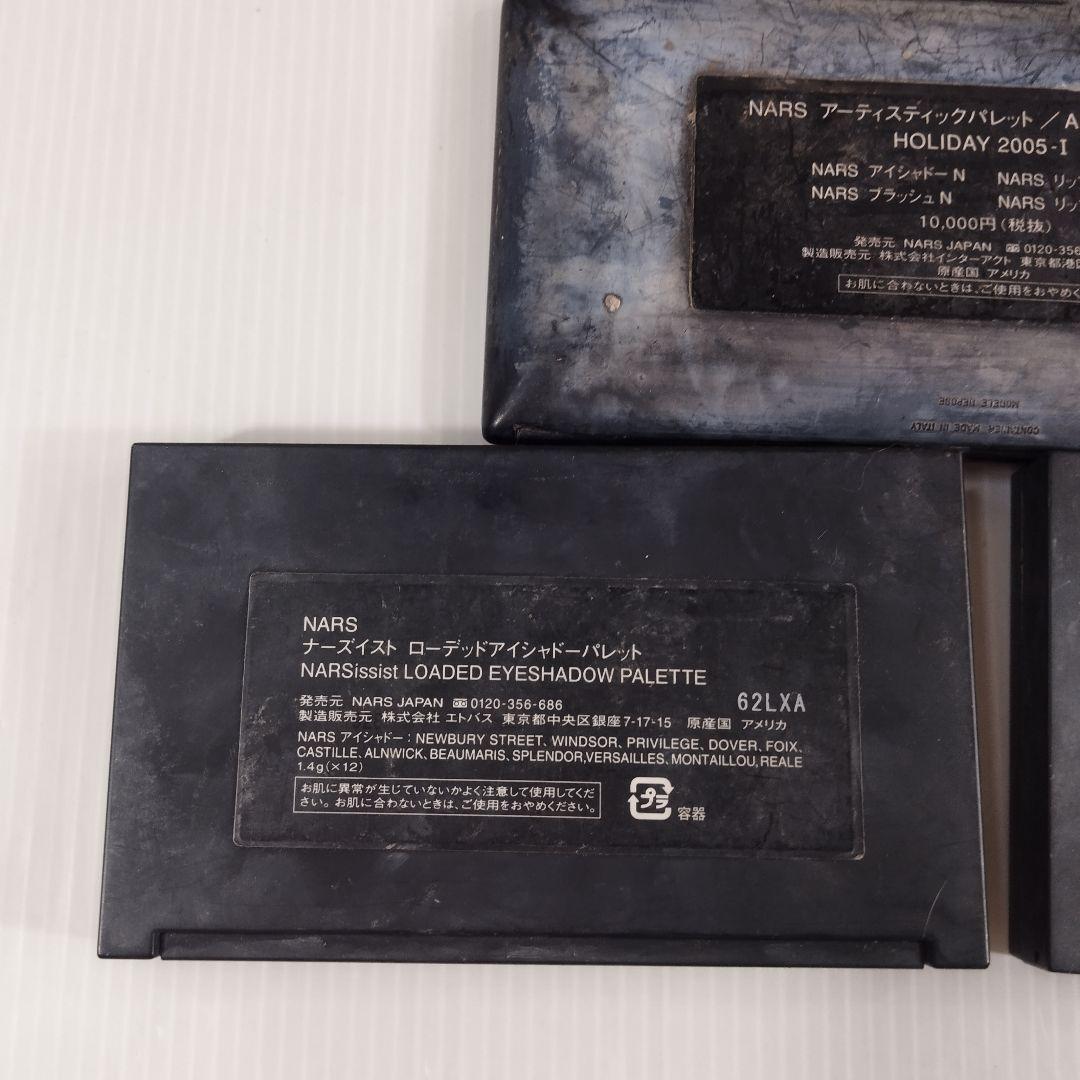 NARS アーティスティックパレット / A
HOLIDAY 2005-I
NARS アイシャドー N NARS リッ
NARS ブラッシュ N NARS リッ
10,000円(税抜)
発売元 NARS JAPAN 0120-356
製造販売元 株式会社インターアクト 東京都港
原産国 アメリカ
お肌に合わないときは、ご使用をおやめく
MODELE DEPOSE
CONTAINER MADE IN ITALY
NARS
ナーズイスト ローデッドアイシャドーパレット
NARSissist LOADED EYESHADOW PALETTE
62LXA
発売元 NARS JAPAN 0120-356-686
製造販売元 株式会社 エトバス 東京都中央区銀座7-17-15 原産国 アメリカ
NARS アイシャドー : NEWBURY STREET、WINDSOR、PRIVILEGE、DOVER、FOIX、
CASTILLE、ALNWICK、BEAUMARIS、SPLENDOR,VERSAILLES、MONTAILLOU,REALE
1.4g(×12)
お肌に異常が生じていないかよく注意して使用してくだ
さい。お肌に合わないときは、ご使用をおやめください。
プラ 容器